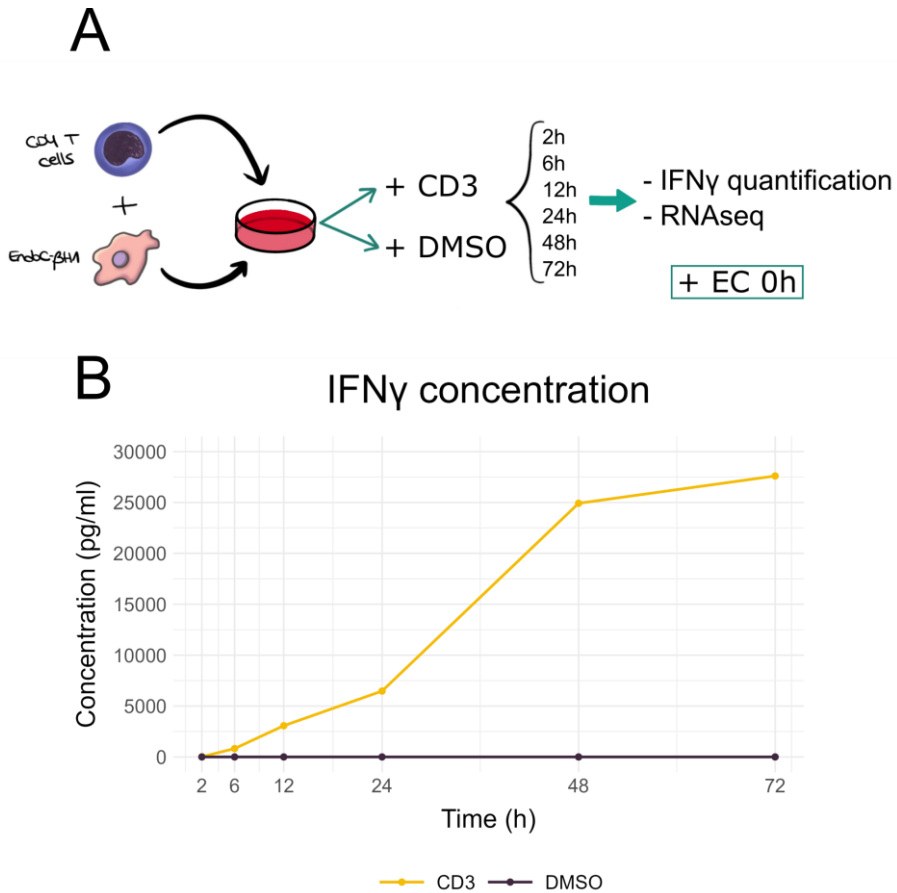 A
CD4 T
cells
+
EndoC-βH1
+ CD3
+ DMSO
2h
6h
12h
24h
48h
72h
- IFNγ quantification
- RNAseq
+ EC 0h
B
IFNγ concentration
Concentration (pg/ml)
30000
25000
20000
15000
10000
5000
0
2 6 12 24 48 72
Time (h)
CD3 DMSO